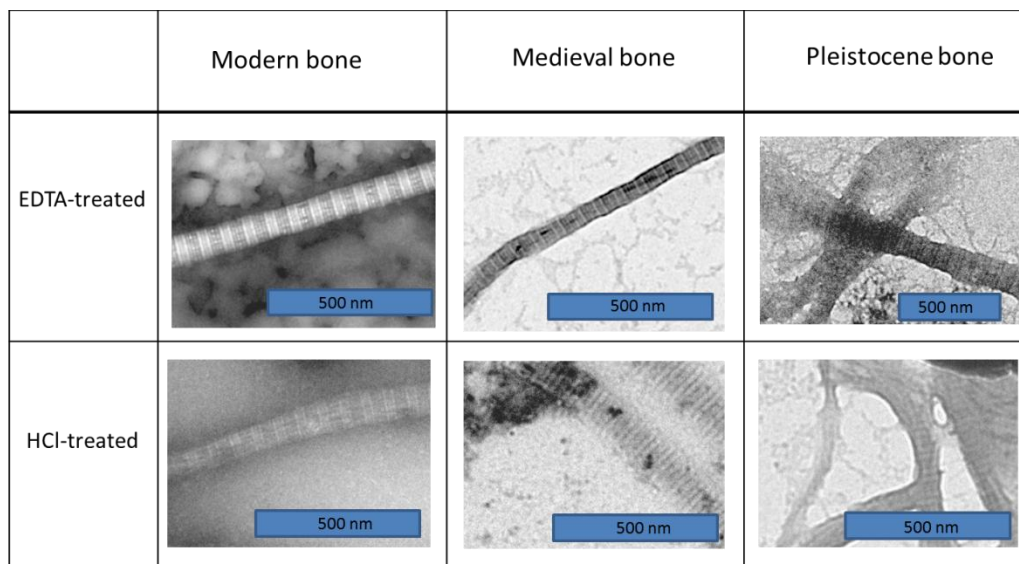 Modern bone
Medieval bone
Pleistocene bone
EDTA-treated
500 nm
500 nm
500 nm
HCl-treated
500 nm
500 nm
500 nm